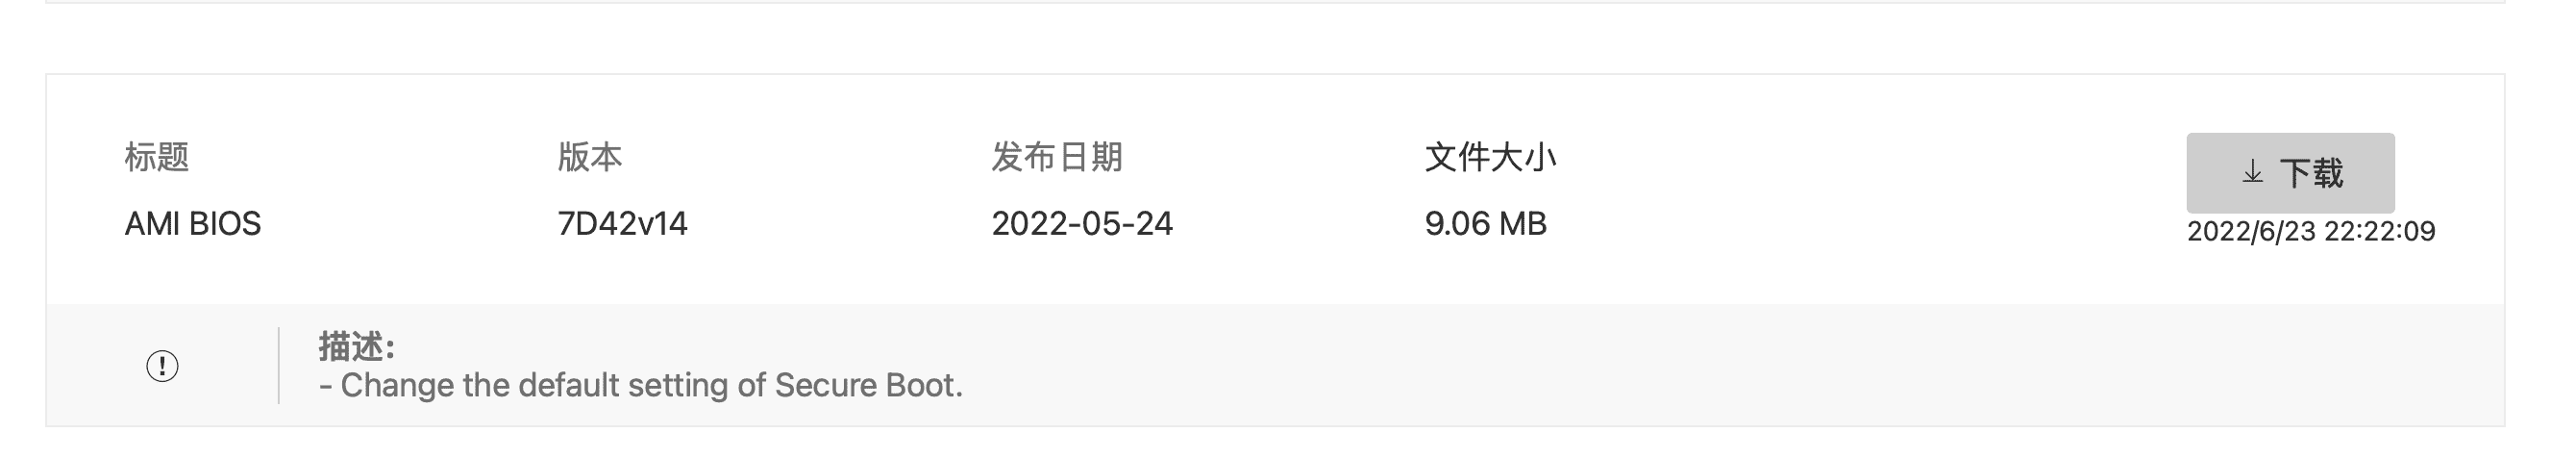 标题 版本 发布日期 文件大小 下载
AMI BIOS 7D42v14 2022-05-24 9.06 MB 2022/6/23 22:22:09
描述:
- Change the default setting of Secure Boot.